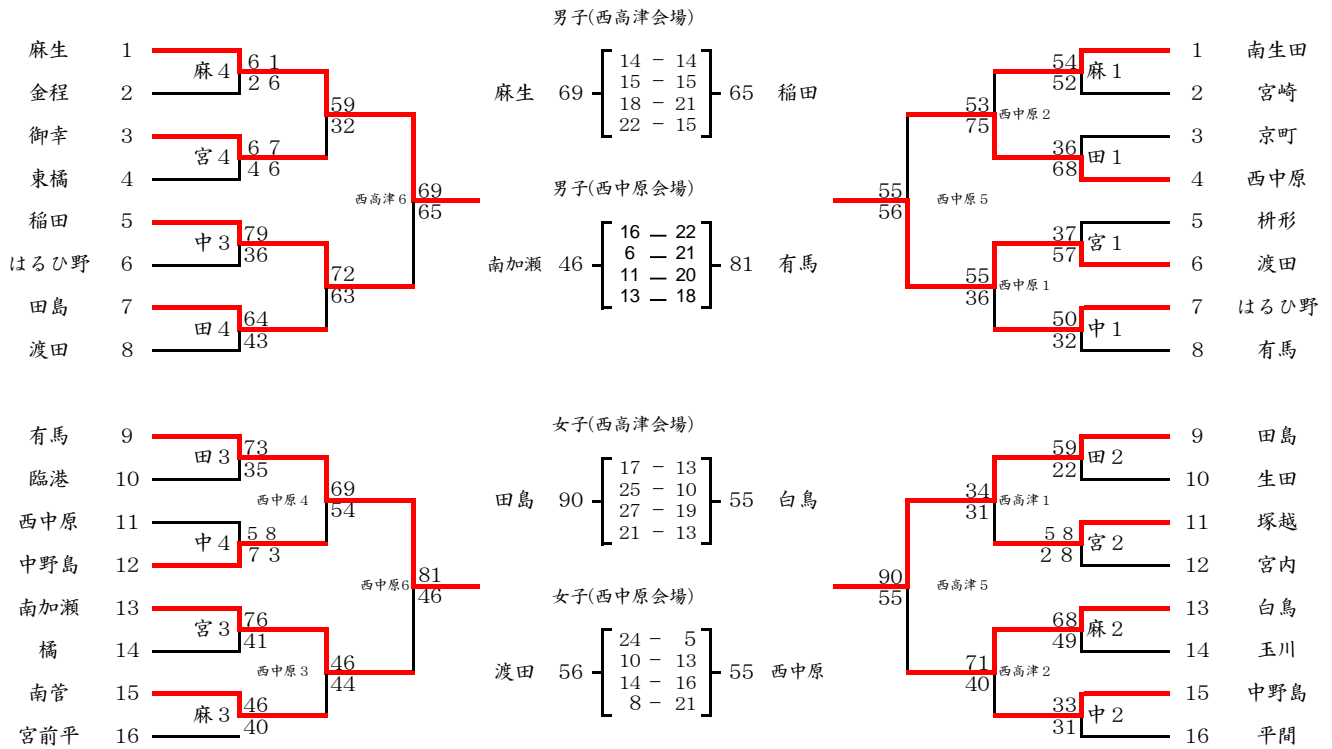 男子(西高津会場)
麻生 1
金程 2
麻4
6 1
2 6
59
32
御幸 3
東橘 4
宮4
6 7
4 6
西高津6
69
65
稲田 5
はるひ野 6
中3
79
36
72
63
田島 7
渡田 8
田4
64
43
麻生 69
14 - 14
15 - 15
18 - 21
22 - 15
65 稲田
男子(西中原会場)
南加瀬 46
16 ー 22
6 ー 21
11 ー 20
13 ー 18
81 有馬
1 南生田
2 宮崎
54
52
麻1
53
75
西中原2
3 京町
4 西中原
36
68
田1
55
56
西中原5
5 枡形
6 渡田
37
57
宮1
55
36
西中原1
7 はるひ野
8 有馬
50
32
中1
有馬 9
臨港 10
田3
73
35
西中原4
69
54
西中原 11
中野島 12
中4
5 8
7 3
西中原6
81
46
南加瀬 13
橘 14
宮3
76
41
西中原3
46
44
南菅 15
宮前平 16
麻3
46
40
女子(西高津会場)
田島 90
17 - 13
25 - 10
27 - 19
21 - 13
55 白鳥
女子(西中原会場)
渡田 56
24 - 5
10 - 13
14 - 16
8 - 21
55 西中原
9 田島
10 生田
59
22
田2
34
31
西高津1
11 塚越
12 宮内
5 8
2 8
宮2
90
55
西高津5
13 白鳥
14 玉川
68
49
麻2
71
40
西高津2
15 中野島
16 平間
33
31
中2